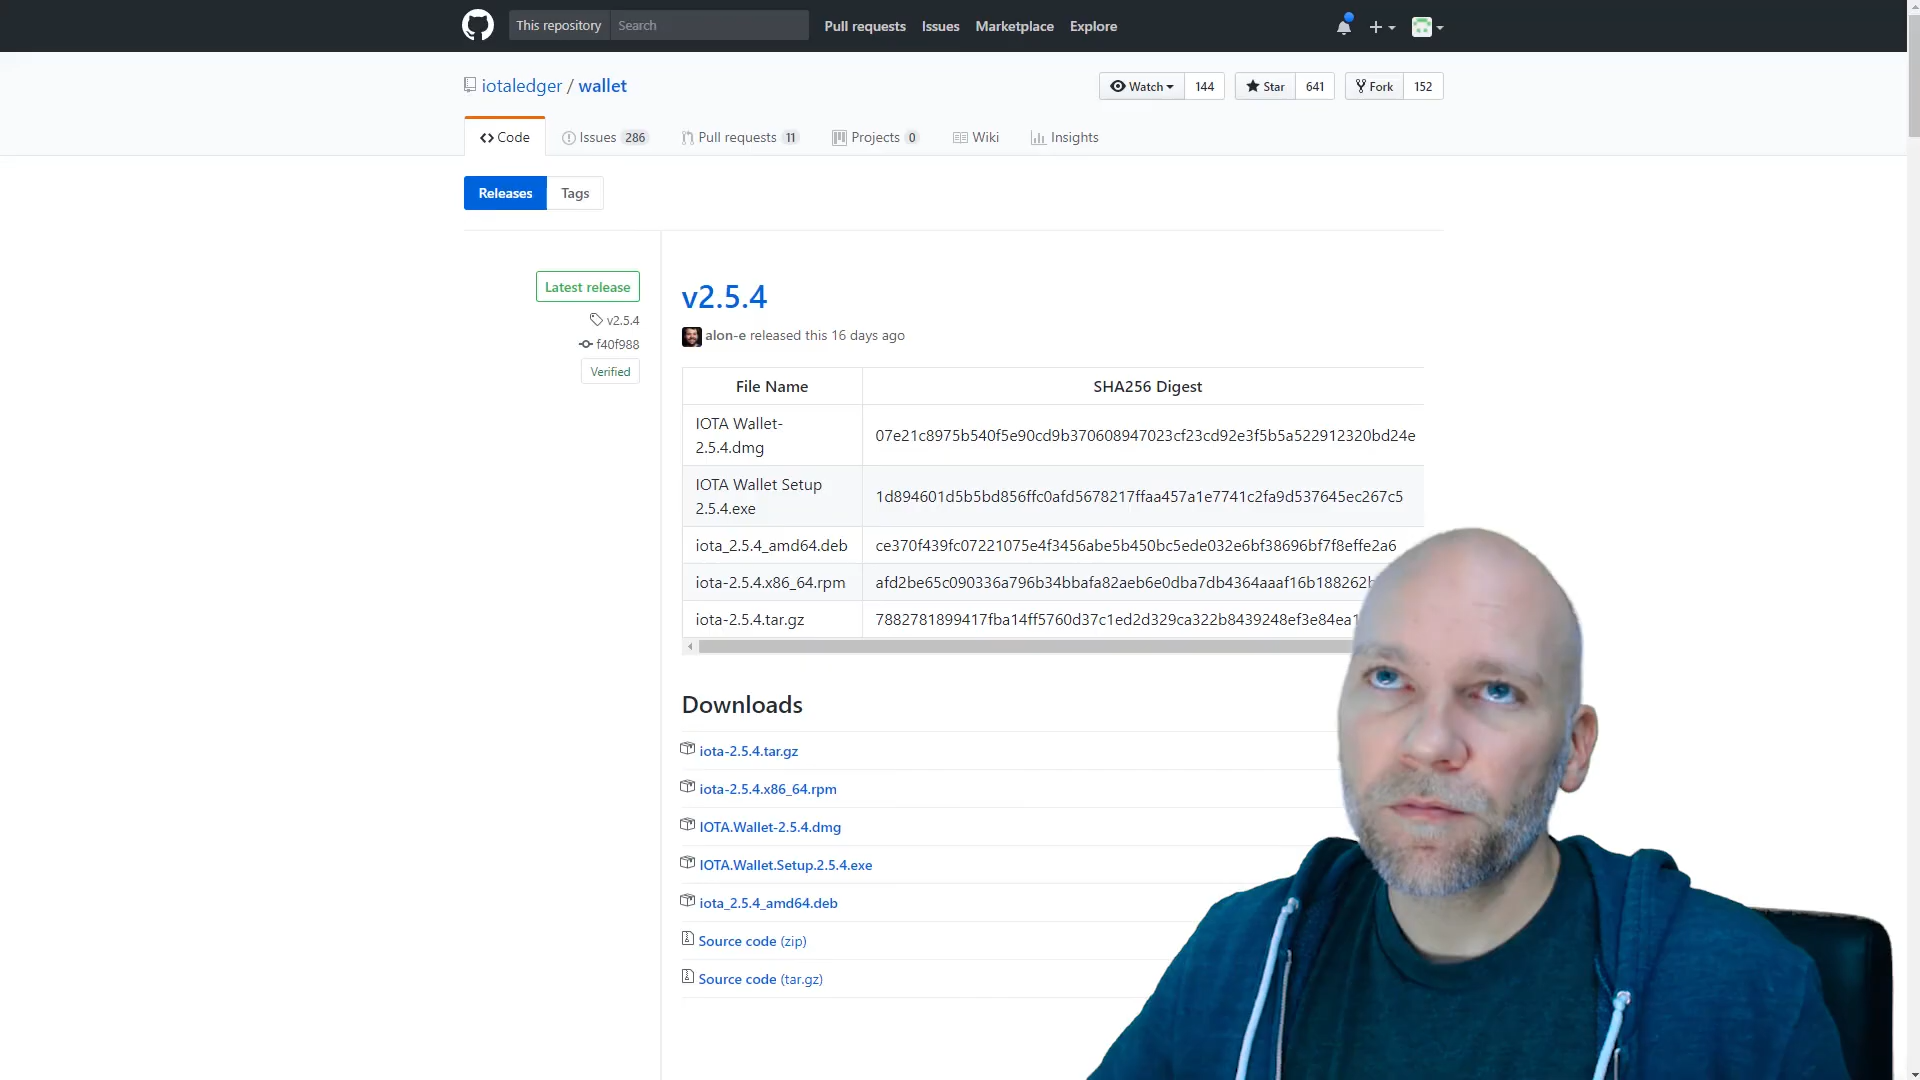 This repository Search Pull requests Issues Marketplace Explore
iotaledger / wallet Watch 144 Star 641 Fork 152
Code Issues 286 Pull requests 11 Projects 0 Wiki Insights
Releases Tags
Latest release
v2.5.4
f40f988
Verified
v2.5.4
alon-e released this 16 days ago
File Name SHA256 Digest
IOTA Wallet-
2.5.4.dmg
07e21c8975b540f5e90cd9b370608947023cf23cd92e3f5b5a522912320bd24e
IOTA Wallet Setup
2.5.4.exe
1d894601d5b5bd856ffc0afd5678217ffaa457a1e7741c2fa9d537645ec267c5
iota_2.5.4_amd64.deb ce370f439fc07221075e4f3456abe5b450bc5ede032e6bf38696bf7f8effe2a6
iota-2.5.4.x86_64.rpm
iota-2.5.4.tar.gz
Downloads
iota-2.5.4.tar.gz
iota-2.5.4.x86_64.rpm
IOTA.Wallet-2.5.4.dmg
IOTA.Wallet.Setup.2.5.4.exe
iota_2.5.4_amd64.deb
Source code (zip)
Source code (tar.gz)